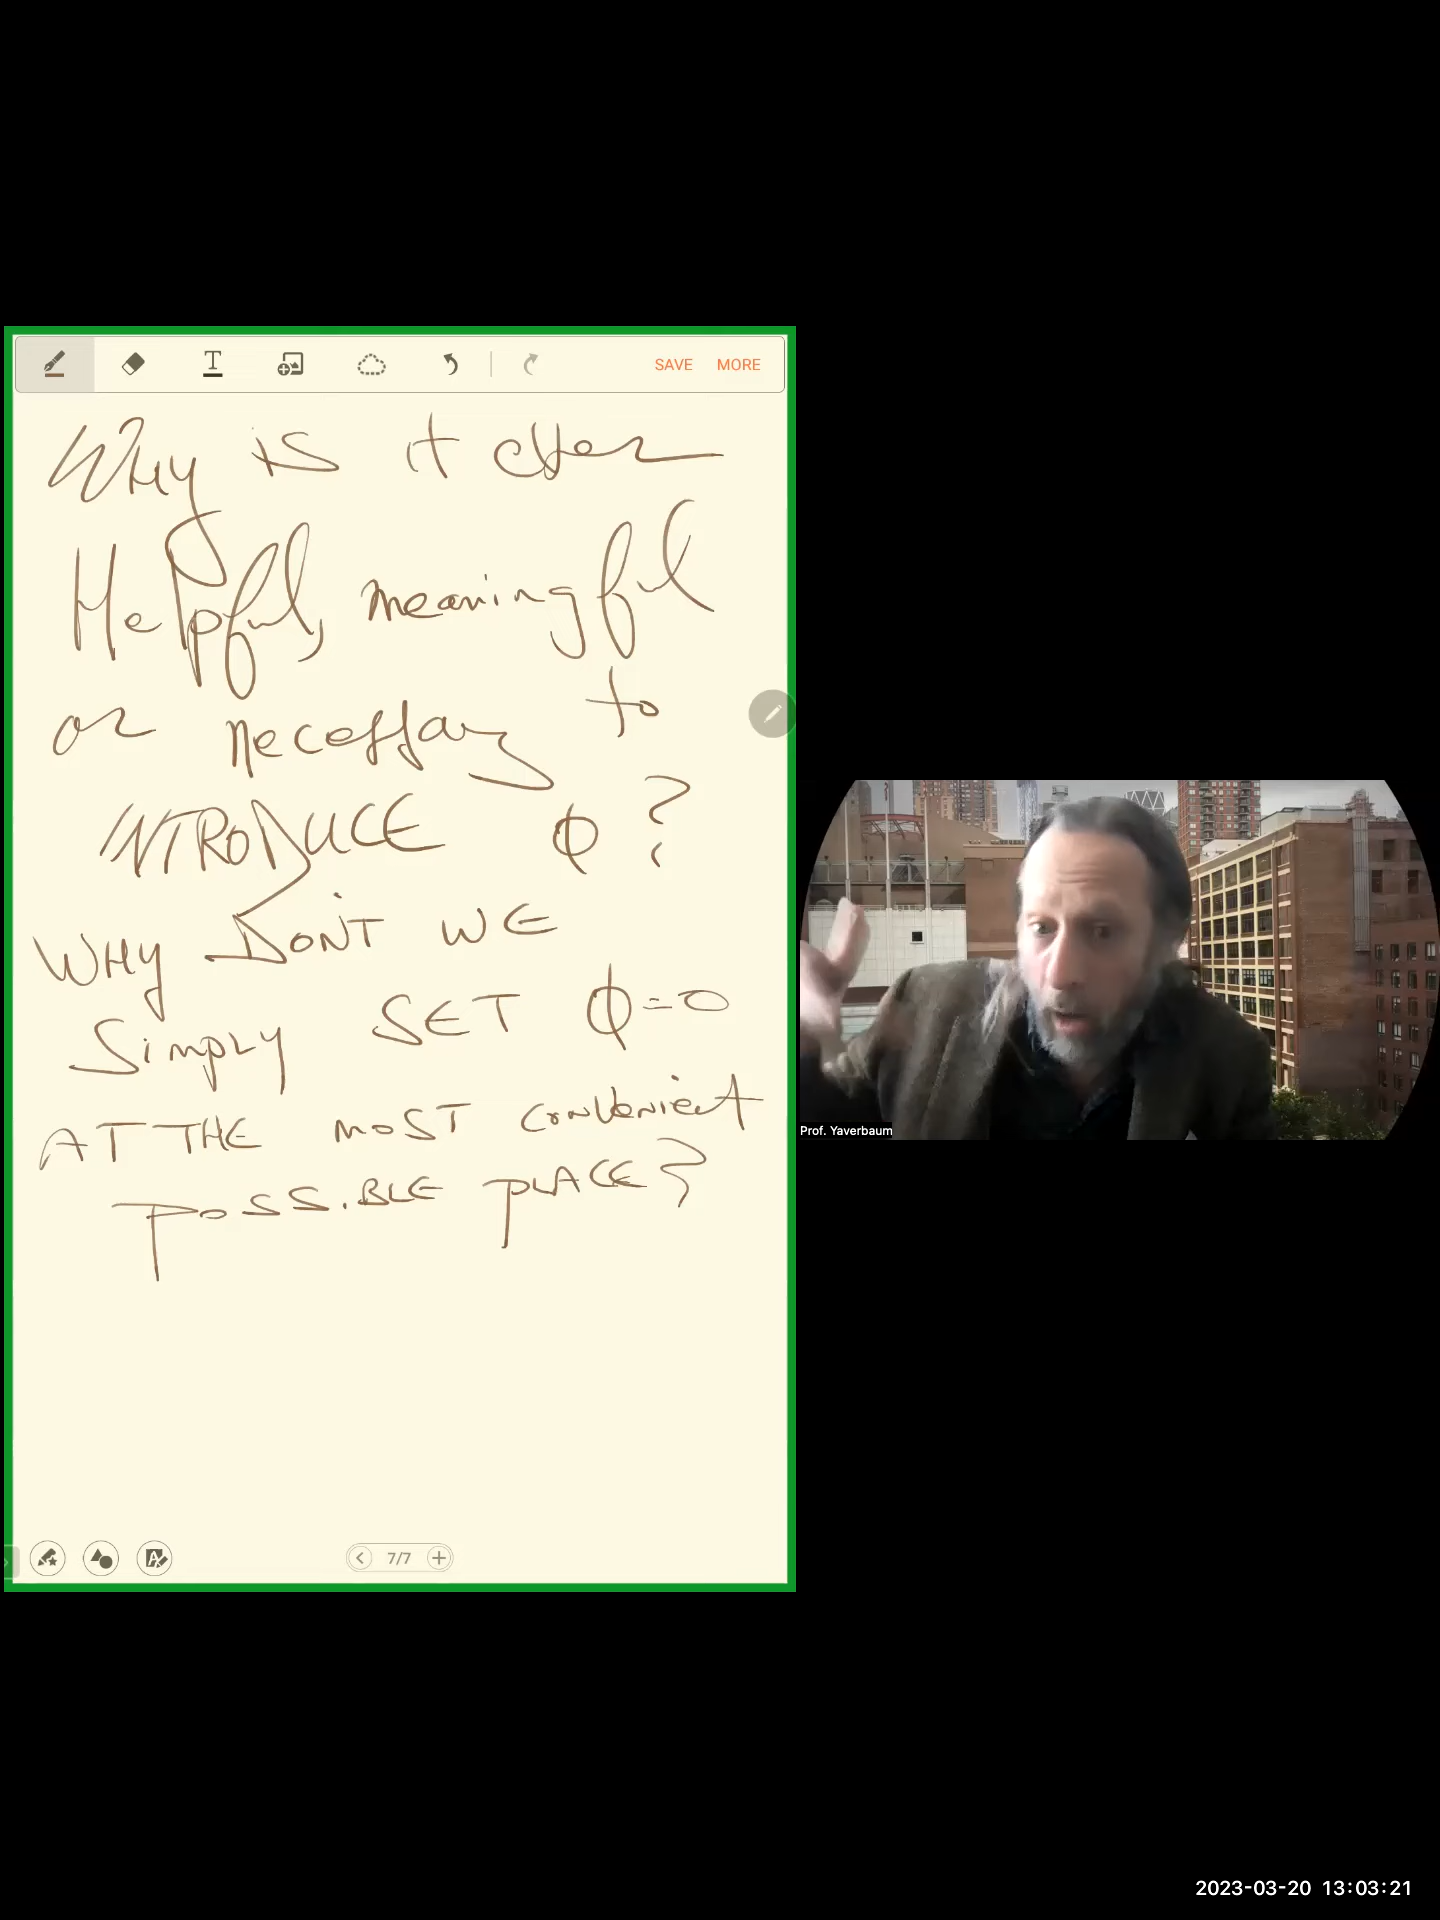 T
SAVE
MORE
WHY is it ever
Helpful, meaningful
or necessary to
INTRODUCE Φ?
WHY DON'T WE
Simply SET Φ=0
AT THE MOST convenient
POSSIBLE PLACE?
7/7
Prof. Yaverbaum
2023-03-20 13:03:21